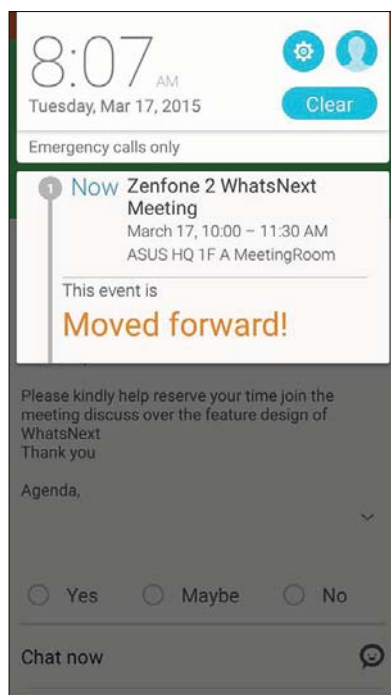 8:07 AM
Tuesday, Mar 17, 2015
Clear
Emergency calls only
1 Now Zenfone 2 WhatsNext
Meeting
March 17, 10:00 – 11:30 AM
ASUS HQ 1F A MeetingRoom
This event is
Moved forward!
Please kindly help reserve your time join the
meeting discuss over the feature design of
WhatsNext
Thank you
Agenda,
Yes Maybe No
Chat now